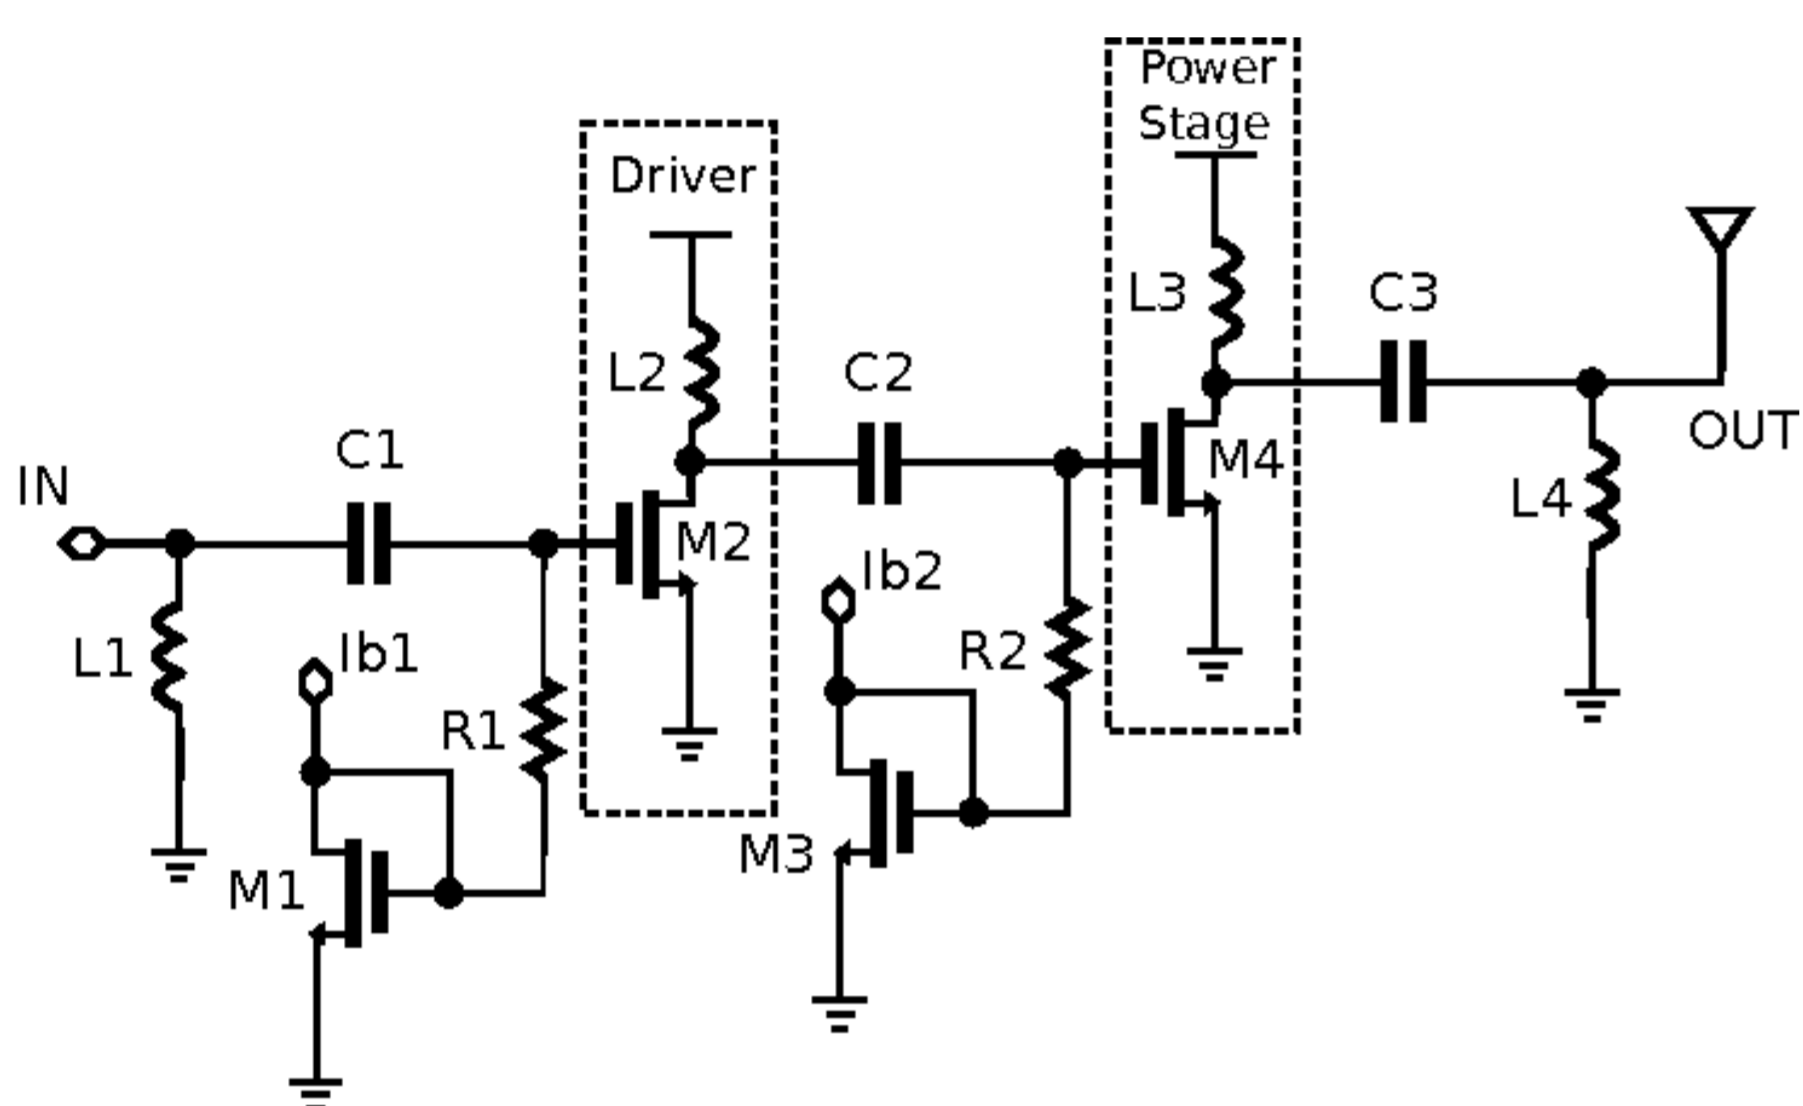 Power
Stage
Driver
L3
C3
L2
C2
OUT
C1
M4
IN
L4
M2
Ib2
L1
Ib1
R2
R1
M3
M1